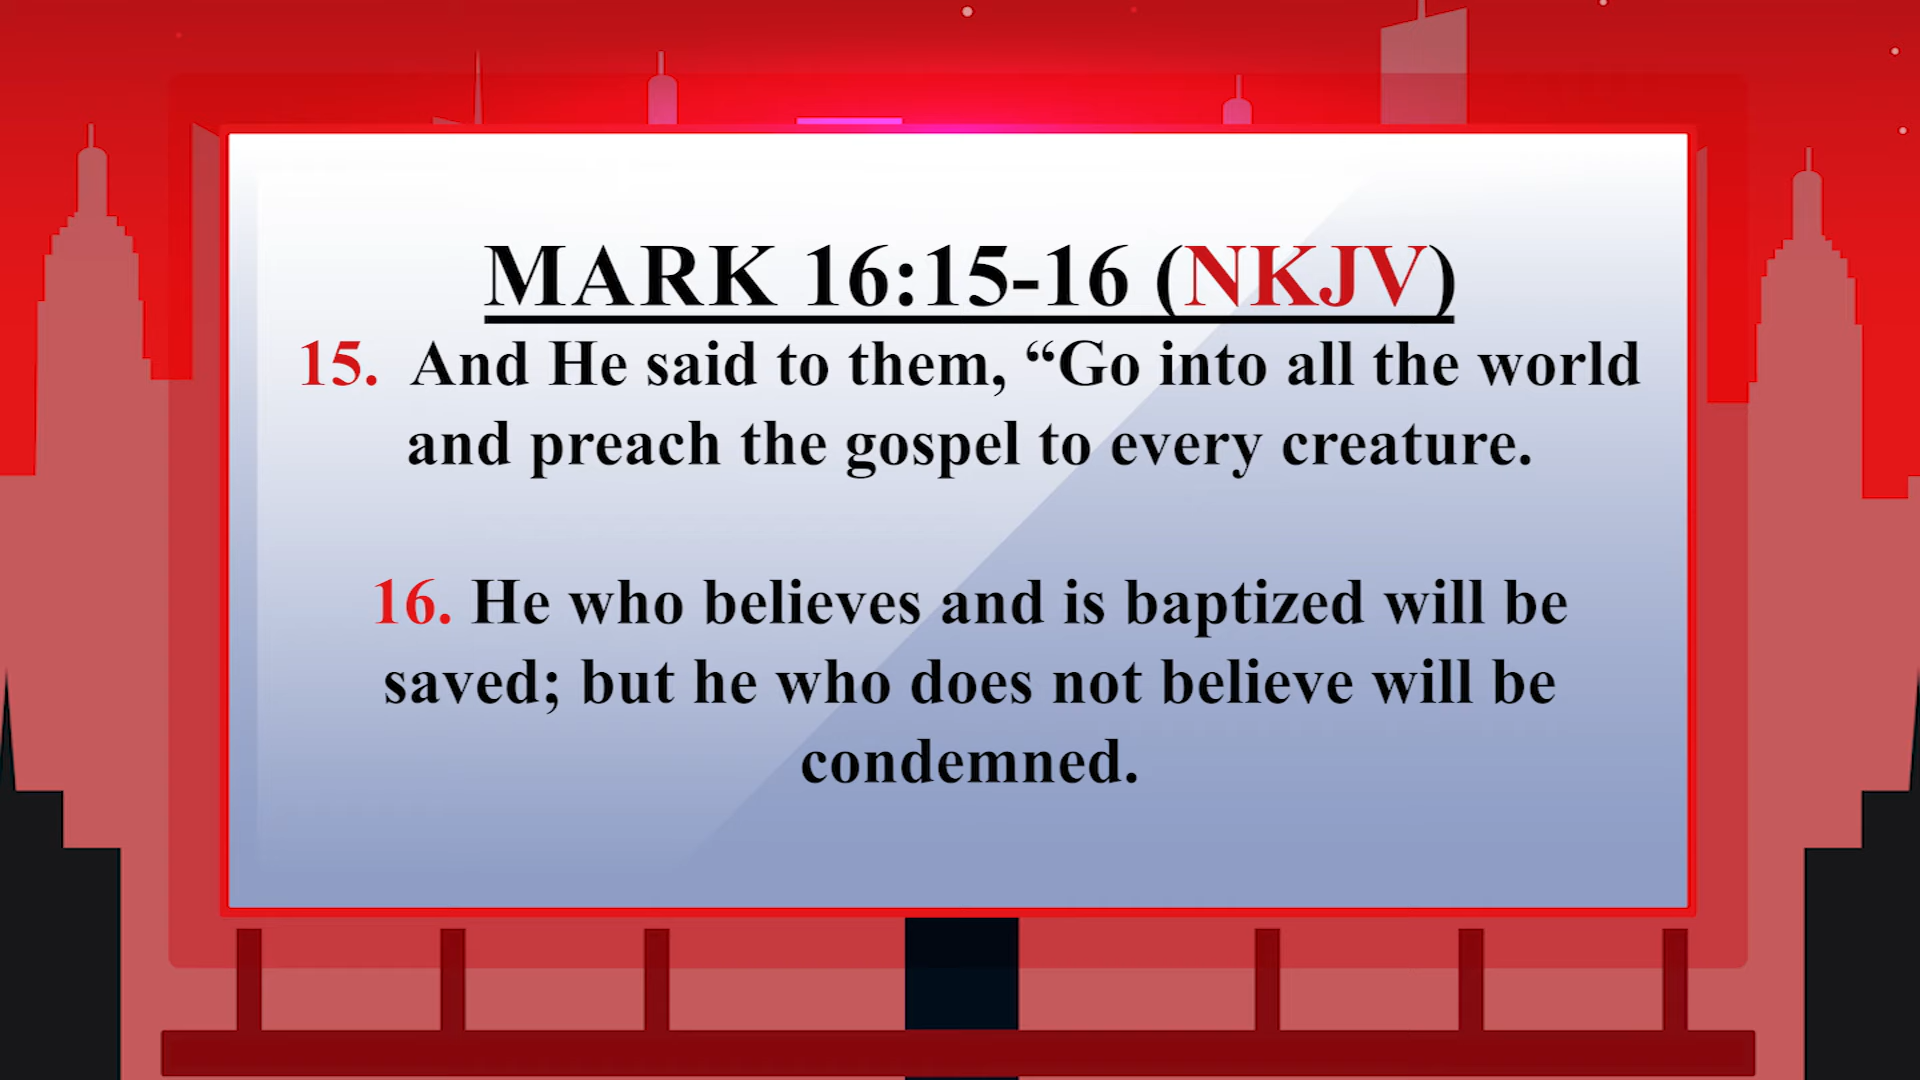 MARK 16:15-16 (NKJV)
15. And He said to them, “Go into all the world
and preach the gospel to every creature.
16. He who believes and is baptized will be
saved; but he who does not believe will be
condemned.